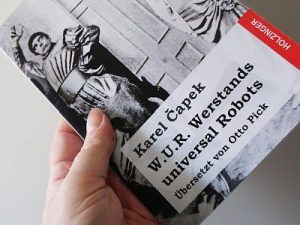 HOLZINGER
Karel Čapek
W.U.R. Werstands
universal Robots
Übersetzt von Otto Pick